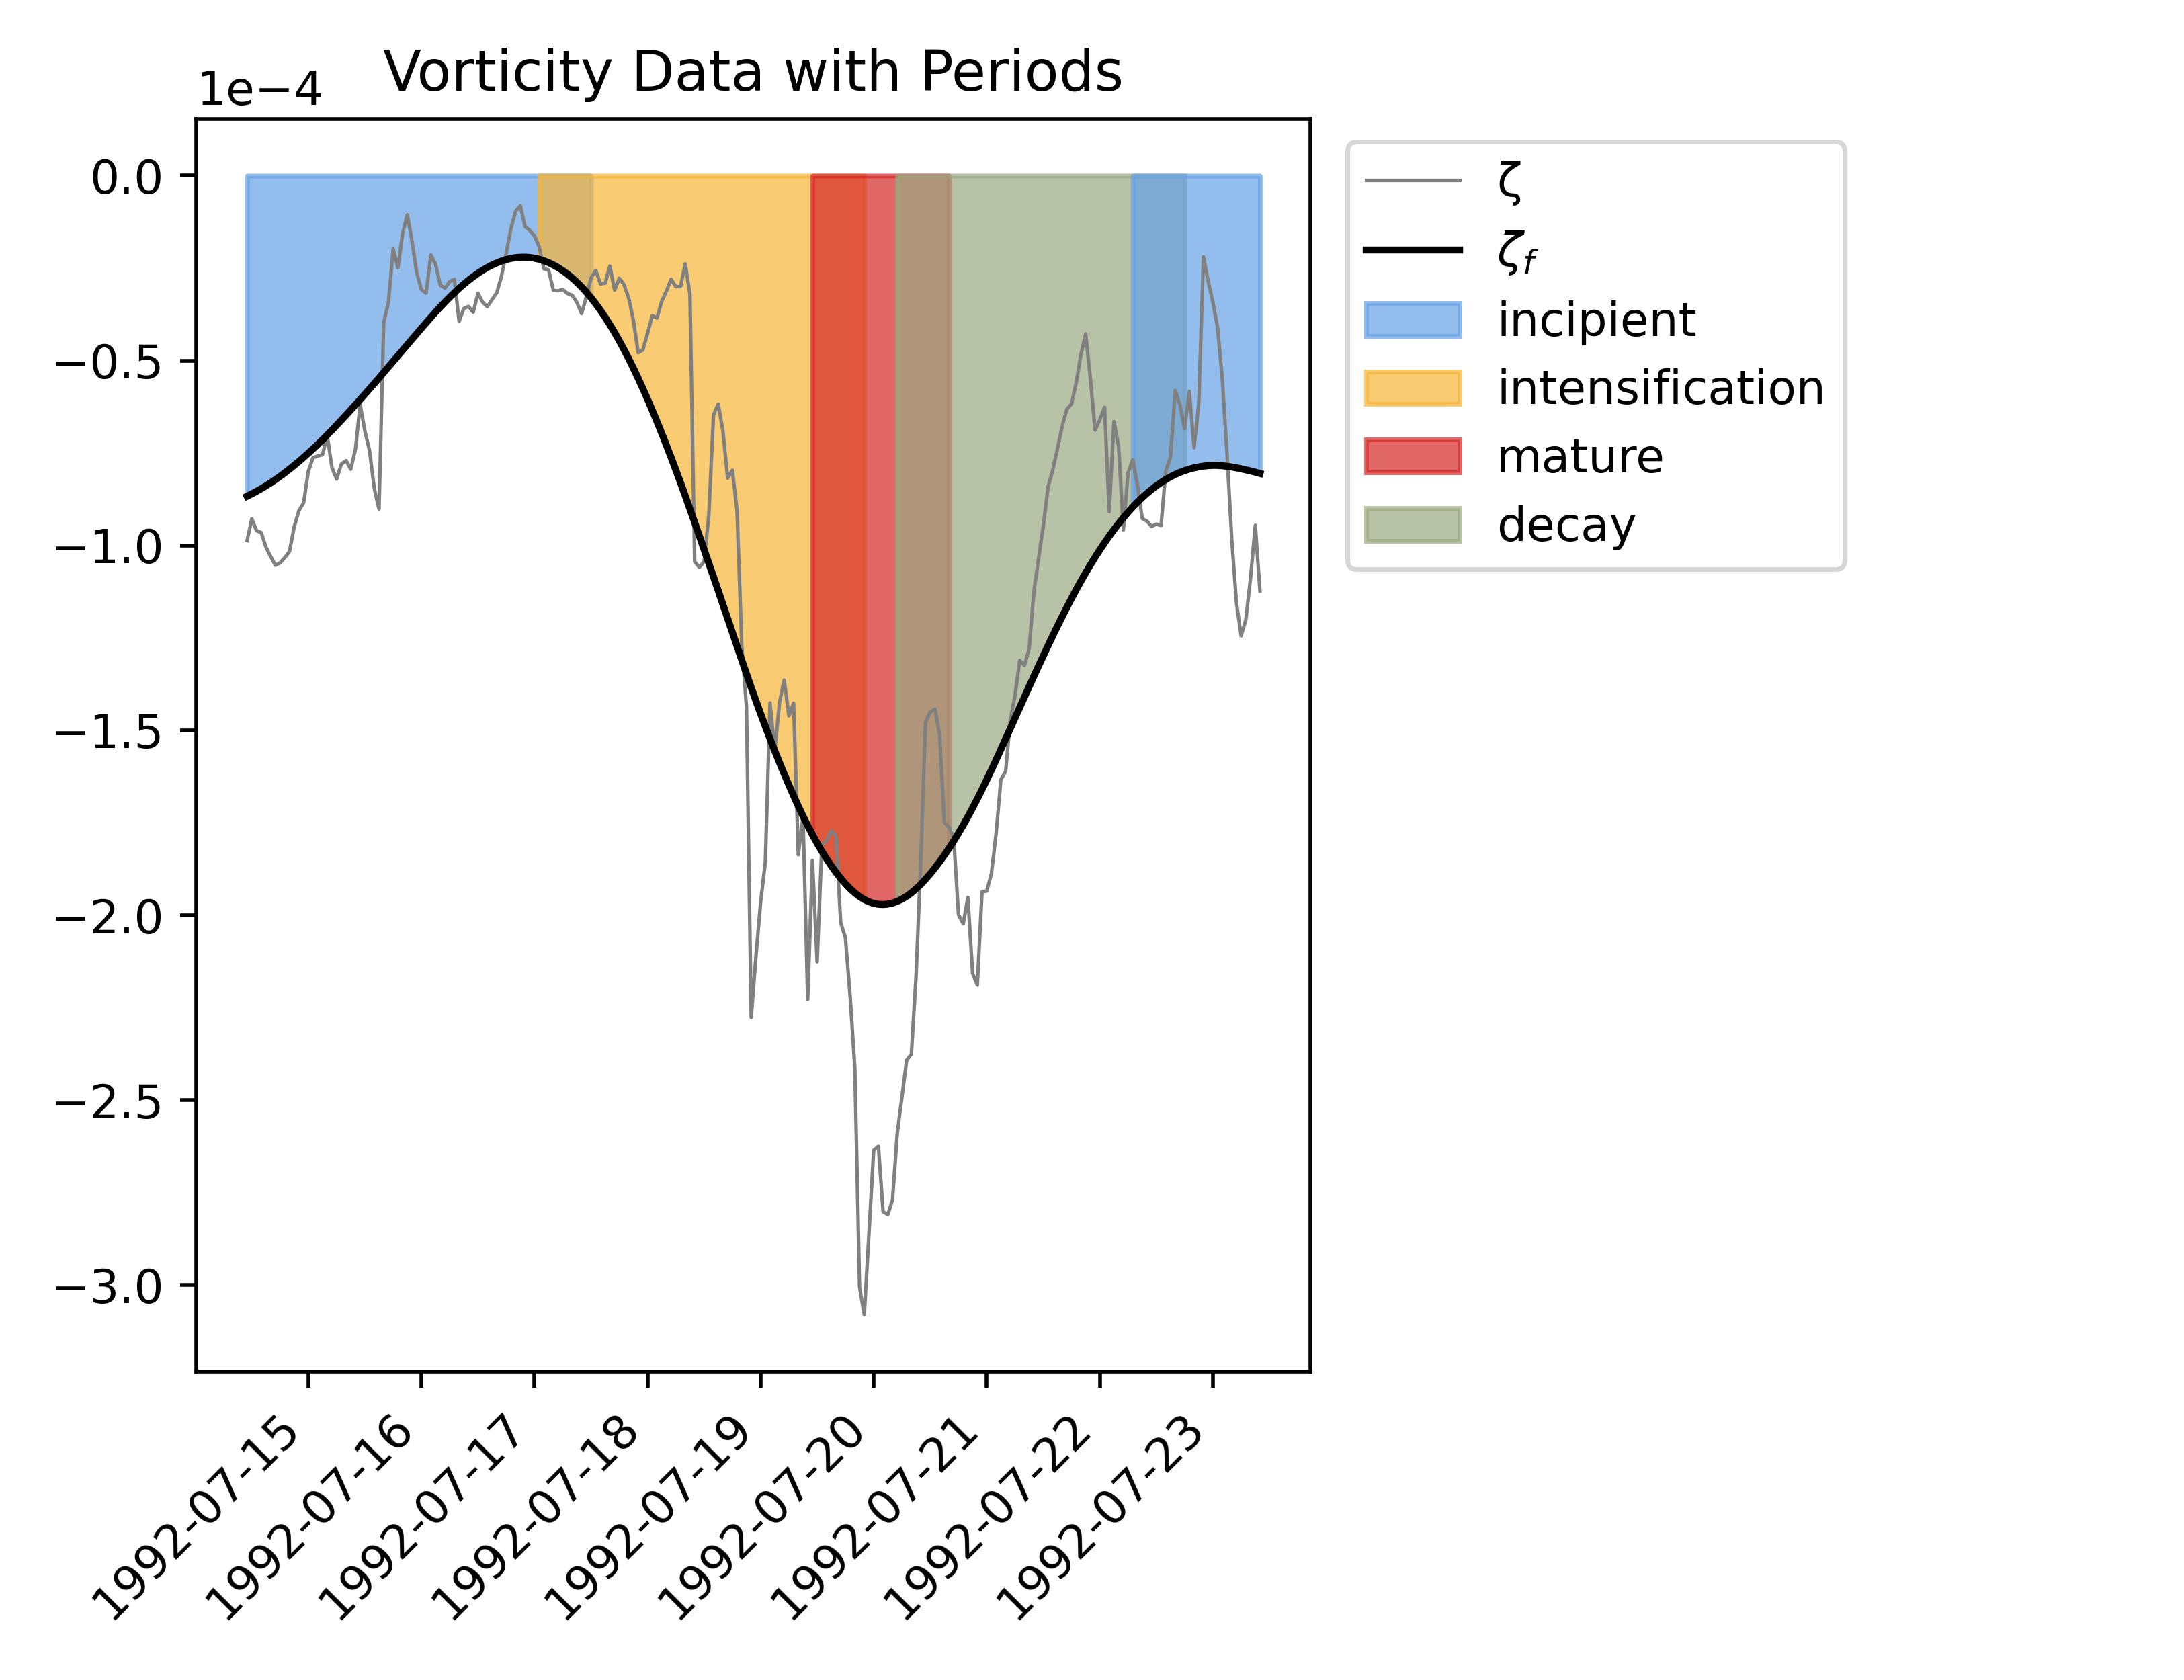 Vorticity Data with Periods
1e−4
0.0
−0.5
−1.0
−1.5
−2.0
−2.5
−3.0
1992-07-15
1992-07-16
1992-07-17
1992-07-18
1992-07-19
1992-07-20
1992-07-21
1992-07-22
1992-07-23
ζ
ζf
incipient
intensification
mature
decay